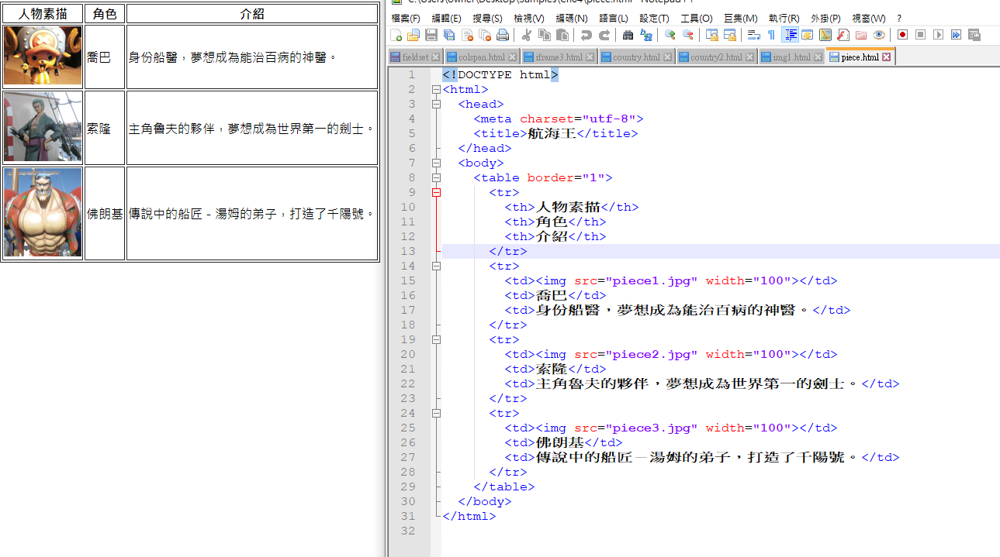 人物素描 角色 介紹
喬巴 身份船醫，夢想成為能治百病的神醫。
索隆 主角魯夫的夥伴，夢想成為世界第一的劍士。
佛朗基 傳說中的船匠－湯姆的弟子，打造了千陽號。
C:\Users\owner\Desktop\Samples\Ch04\piece.html - Notepad++
檔案(F) 編輯(E) 搜尋(S) 檢視(V) 編碼(N) 語言(L) 設定(T) 工具(O) 巨集(M) 執行(R) 外掛(P) 視窗(W) ?
fieldset colspan.html iframe3.html country.html country2.html img1.html piece.html
1 <!DOCTYPE html>
2 <html>
3 <head>
4 <meta charset="utf-8">
5 <title>航海王</title>
6 </head>
7 <body>
8 <table border="1">
9 <tr>
10 <th>人物素描</th>
11 <th>角色</th>
12 <th>介紹</th>
13 </tr>
14 <tr>
15 <td><img src="piece1.jpg" width="100"></td>
16 <td>喬巴</td>
17 <td>身份船醫，夢想成為能治百病的神醫。</td>
18 </tr>
19 <tr>
20 <td><img src="piece2.jpg" width="100"></td>
21 <td>索隆</td>
22 <td>主角魯夫的夥伴，夢想成為世界第一的劍士。</td>
23 </tr>
24 <tr>
25 <td><img src="piece3.jpg" width="100"></td>
26 <td>佛朗基</td>
27 <td>傳說中的船匠－湯姆的弟子，打造了千陽號。</td>
28 </tr>
29 </table>
30 </body>
31 </html>
32